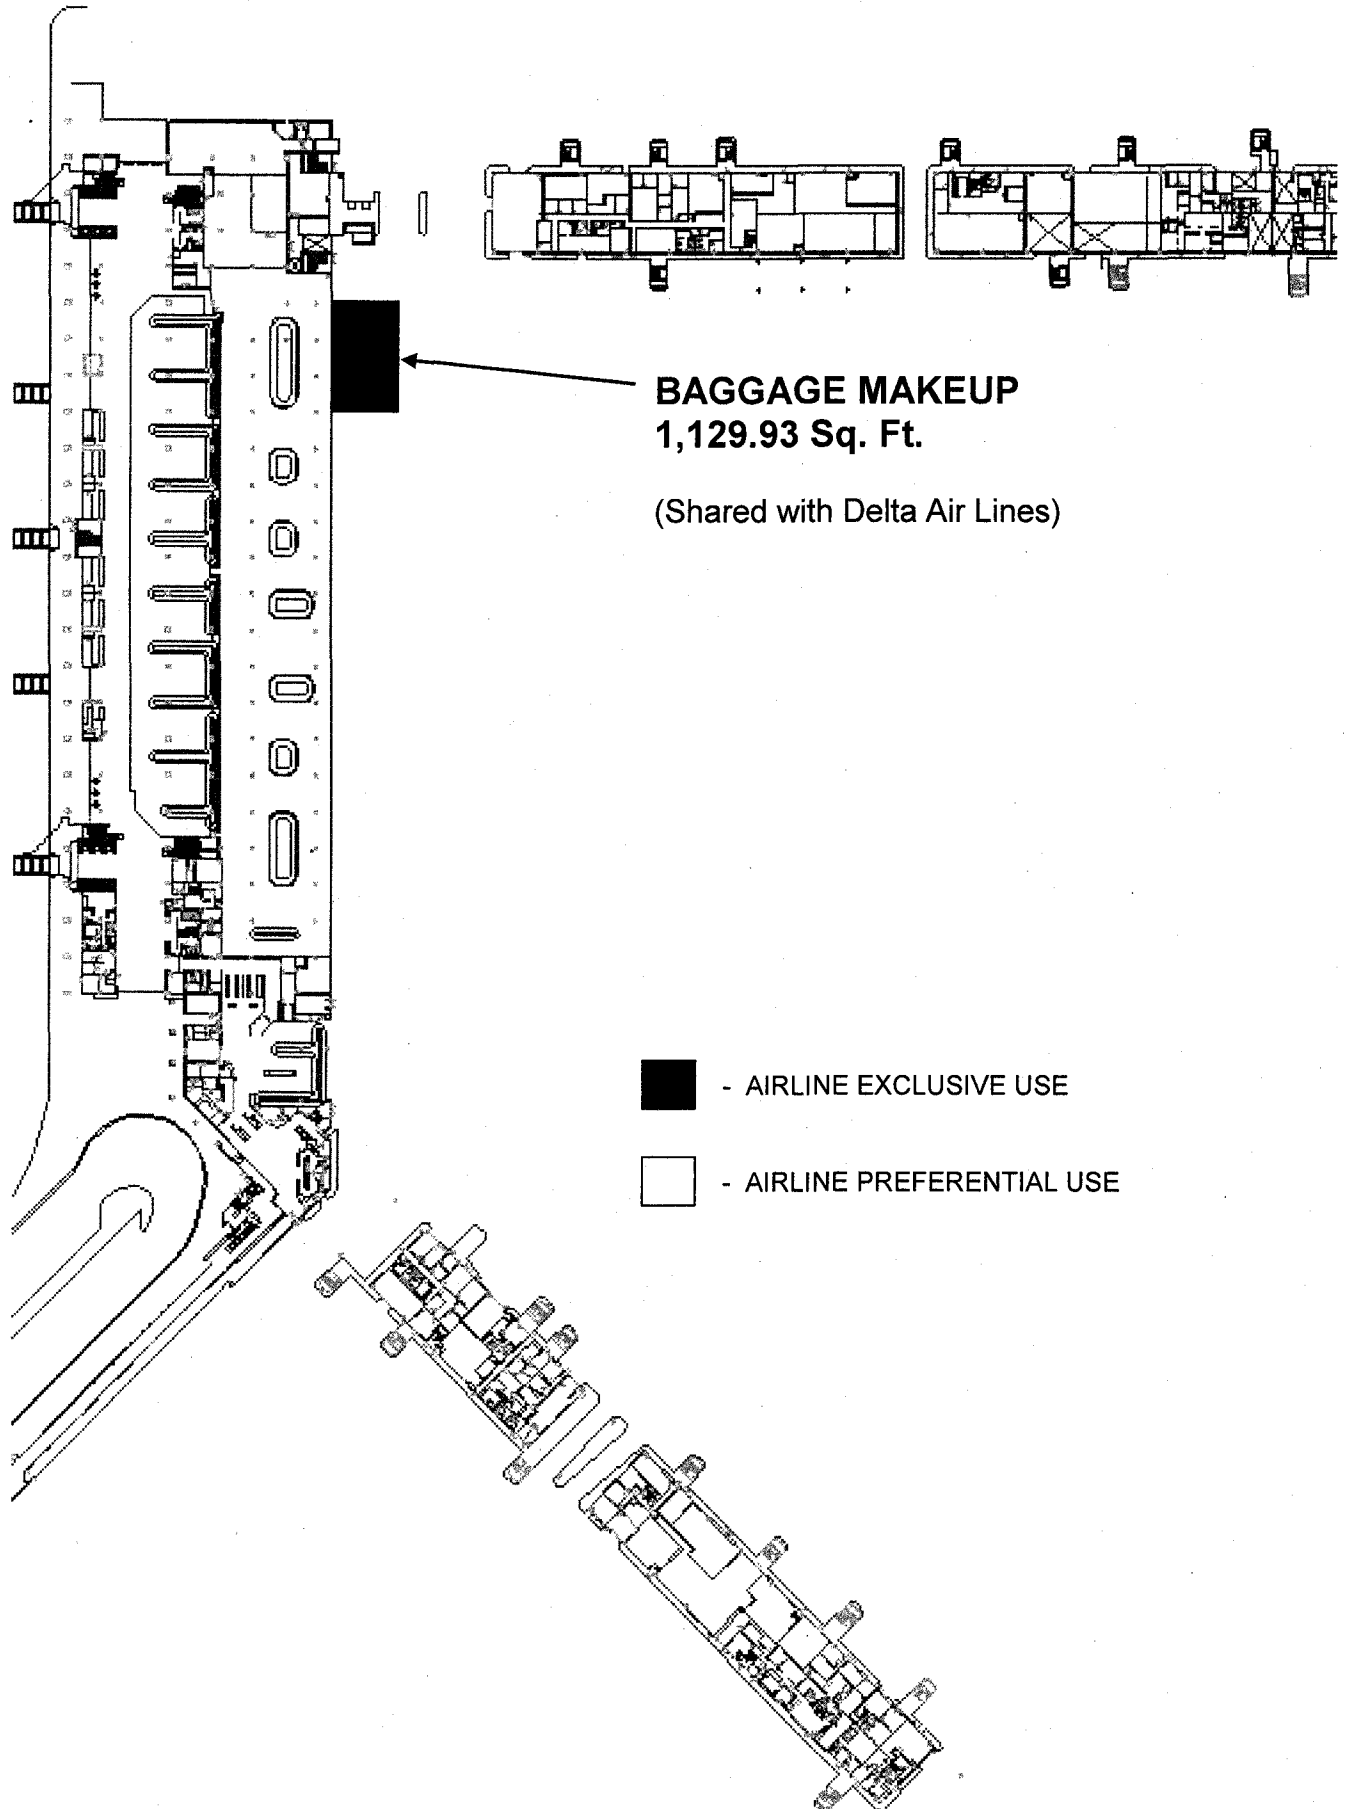 BAGGAGE MAKEUP
1,129.93 Sq. Ft.
(Shared with Delta Air Lines)
- AIRLINE EXCLUSIVE USE
- AIRLINE PREFERENTIAL USE